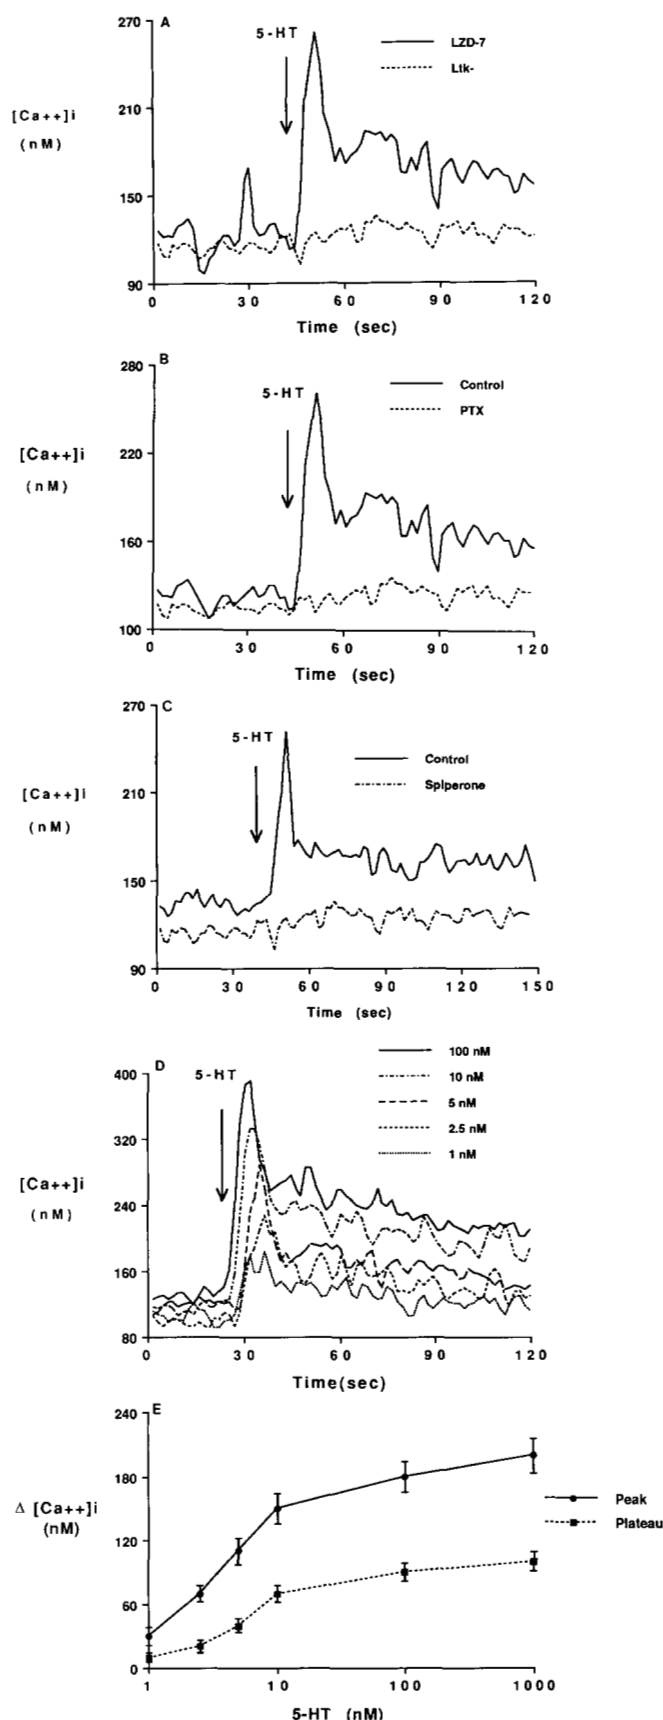 A
270
210
150
90
[Ca++]i
(nM)
5-HT
LZD-7
Ltk-
0 30 60 90 120
Time (sec)
B
280
220
160
100
[Ca++]i
(nM)
5-HT
Control
PTX
0 30 60 90 120
Time (sec)
C
270
210
150
90
[Ca++]i
(nM)
5-HT
Control
Spiperone
0 30 60 90 120 150
Time (sec)
D
400
320
240
160
80
[Ca++]i
(nM)
5-HT
100 nM
10 nM
5 nM
2.5 nM
1 nM
0 30 60 90 120
Time(sec)
E
240
180
120
60
0
Δ [Ca++]i
(nM)
Peak
Plateau
1 10 100 1000
5-HT (nM)